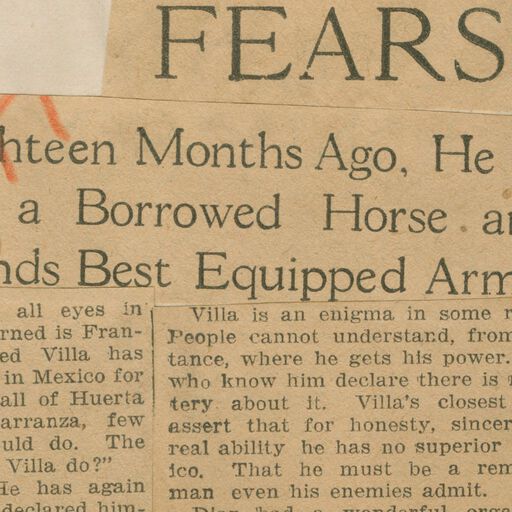 FEARS
hteen Months Ago, He
a Borrowed Horse a
nds Best Equipped Arm
all eyes in
rned is Fran-
ed Villa has
in Mexico for
all of Huerta
arranza, few
uld do. The
Villa do?"
He has again
declared him-
Villa is an enigma in some
People cannot understand, from
tance, where he gets his power.
who know him declare there is
tery about it. Villa's closest
assert that for honesty, sincer
real ability he has no superior
ico. That he must be a rem
man even his enemies admit.
had a wonderful